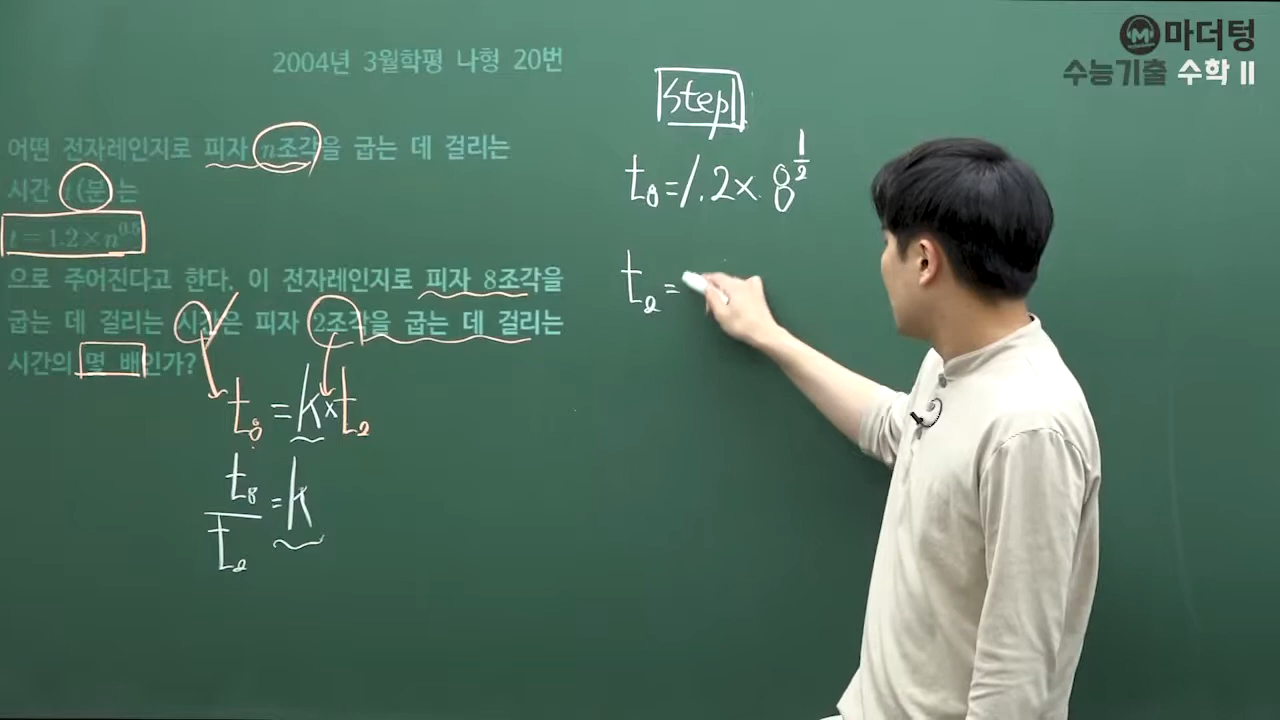 마더텅
수능기출 수학 II
2004년 3월학평 나형 20번
어떤 전자레인지로 피자 n조각을 굽는 데 걸리는
시간 t(분)는
t = 1.2 × n^0.5
으로 주어진다고 한다. 이 전자레인지로 피자 8조각을
굽는 데 걸리는 시간은 피자 2조각을 굽는 데 걸리는
시간의 몇 배인가?
t₈ = k × t₂
t₈/t₂ = k
Step1
t₈ = 1.2 × 8^(1/2)
t₂ =